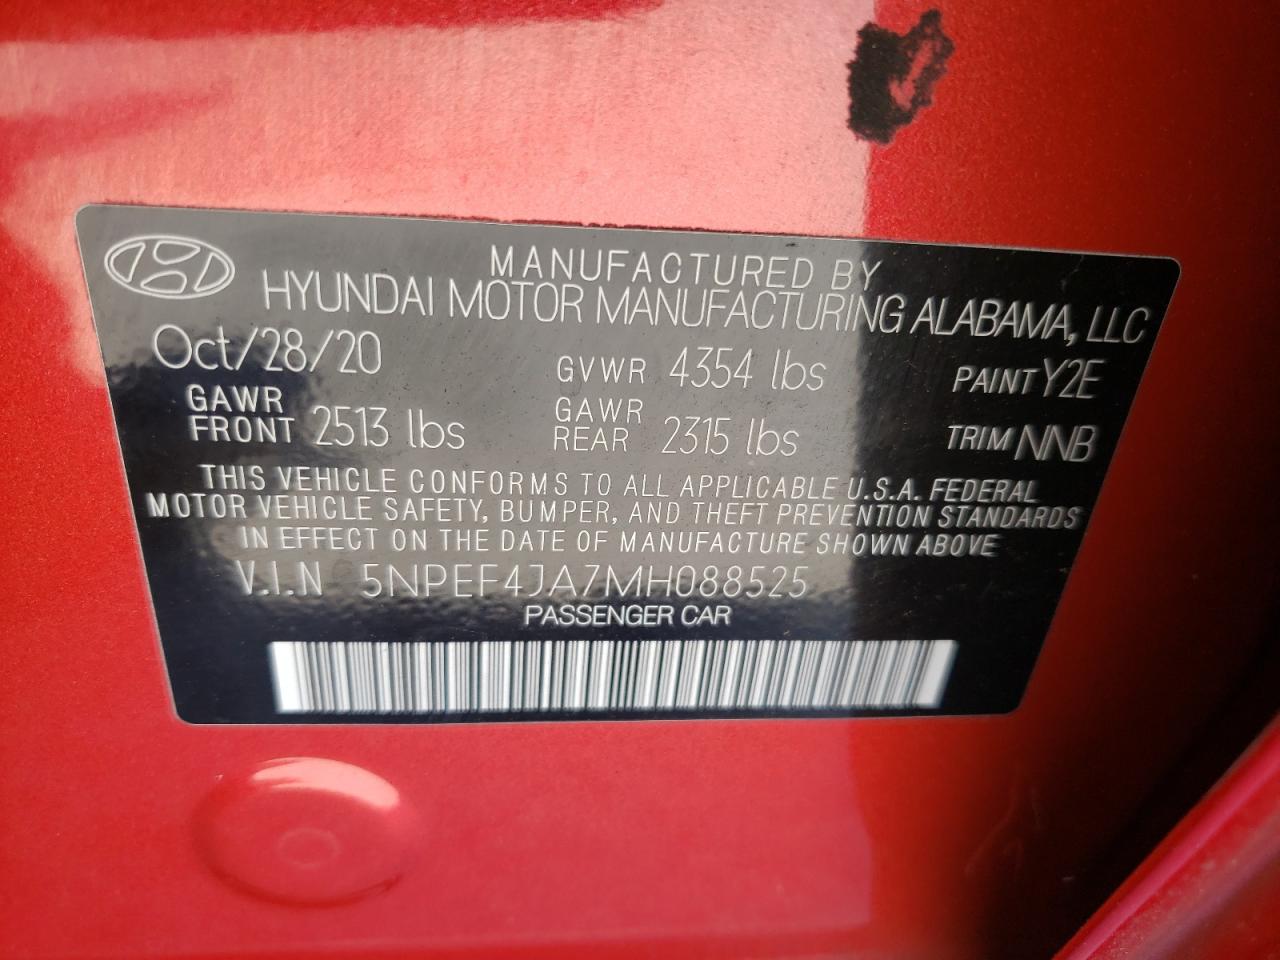 MANUFACTURED BY
HYUNDAI MOTOR MANUFACTURING ALABAMA, LLC
Oct/28/20 GVWR 4354 lbs PAINT Y2E
GAWR FRONT 2513 lbs GAWR REAR 2315 lbs TRIM NNB
THIS VEHICLE CONFORMS TO ALL APPLICABLE U.S.A. FEDERAL
MOTOR VEHICLE SAFETY, BUMPER, AND THEFT PREVENTION STANDARDS
IN EFFECT ON THE DATE OF MANUFACTURE SHOWN ABOVE
V.I.N 5NPEF4JA7MH088525
PASSENGER CAR